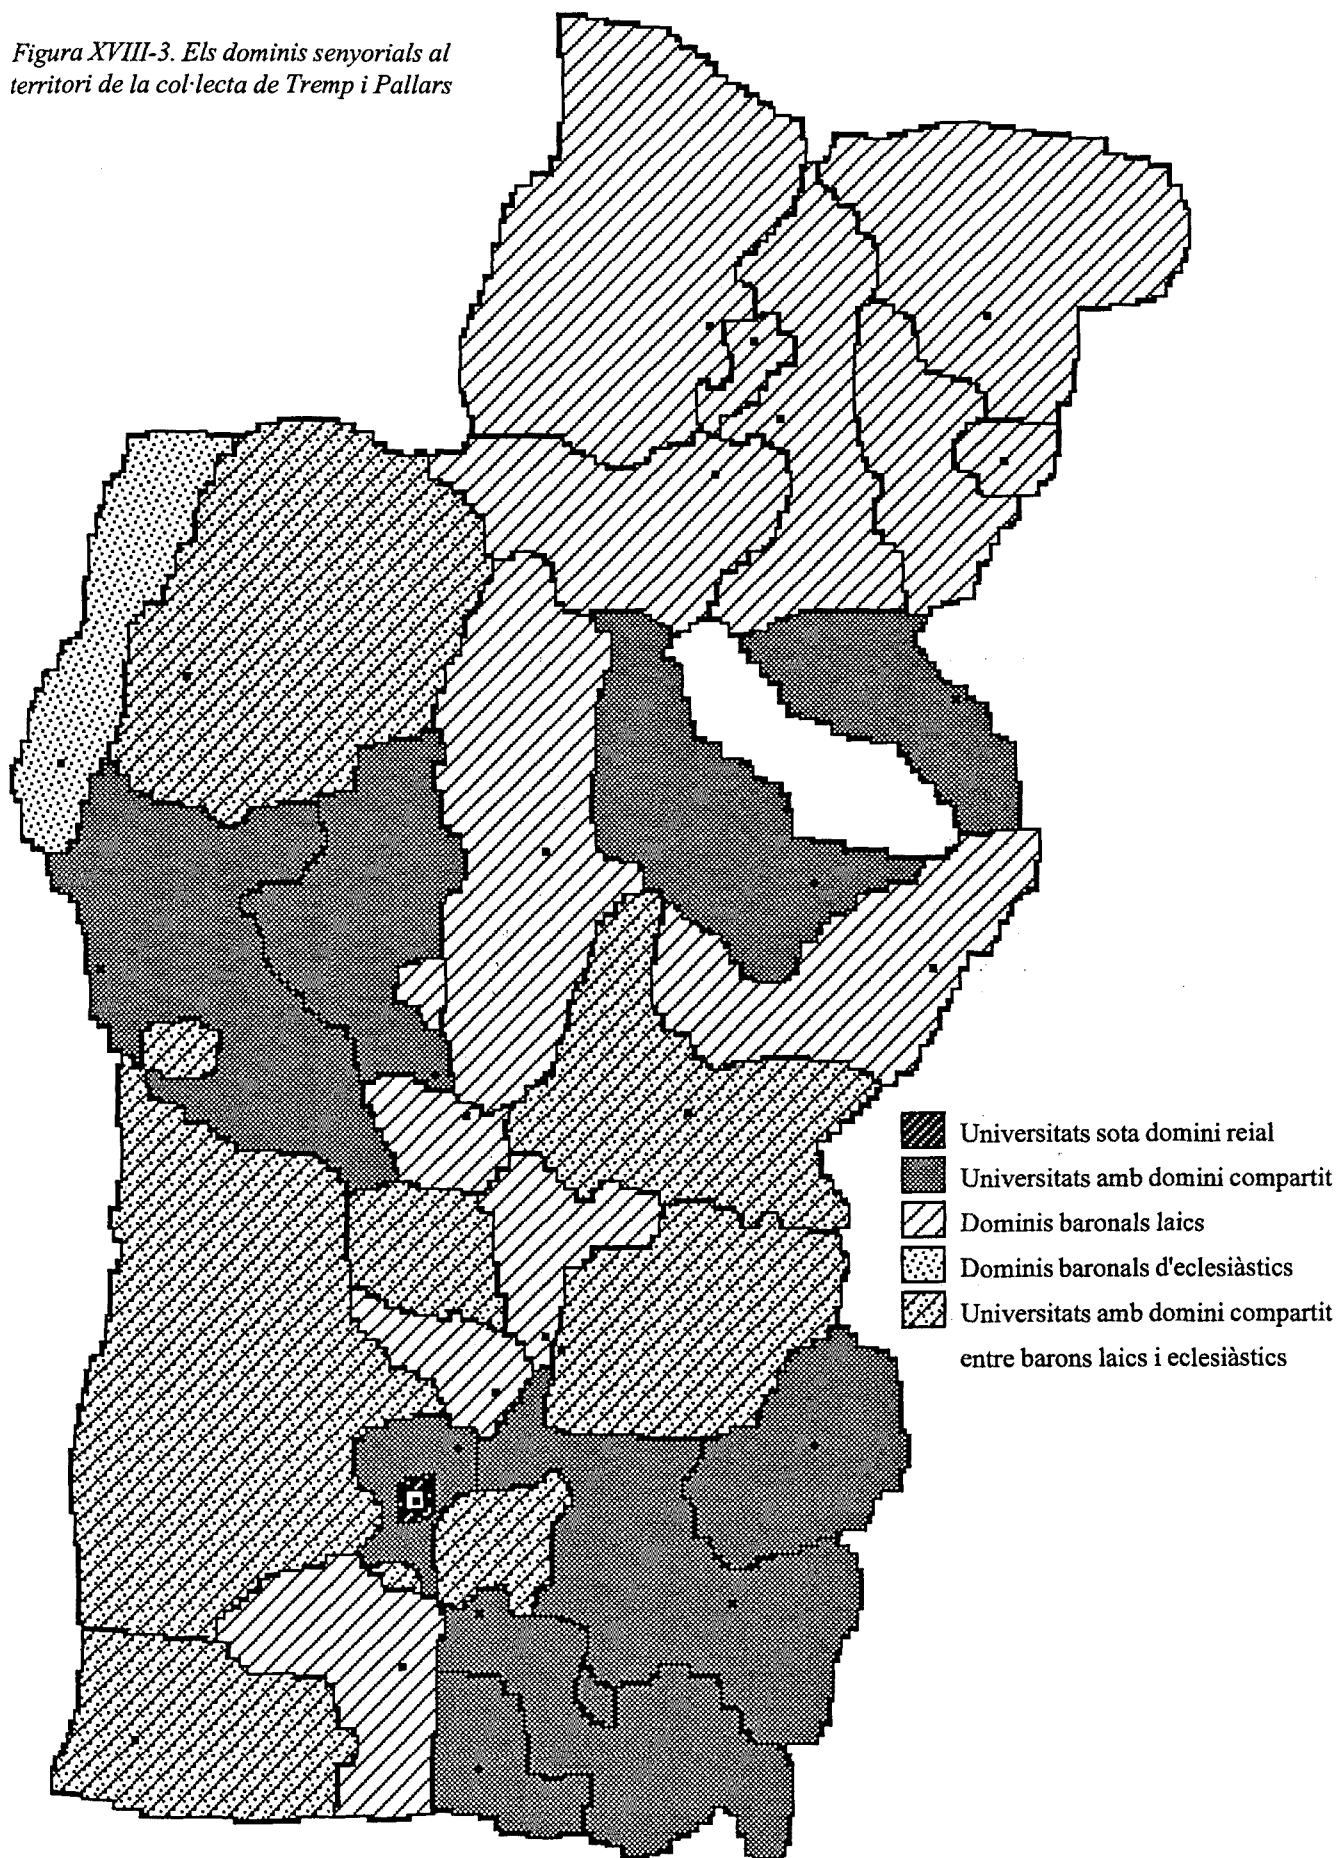 Figura XVIII-3. Els dominis senyorials al
territori de la col·lecta de Tremp i Pallars
Universitats sota domini reial
Universitats amb domini compartit
Dominis baronals laics
Dominis baronals d'eclesiàstics
Universitats amb domini compartit
entre barons laics i eclesiàstics